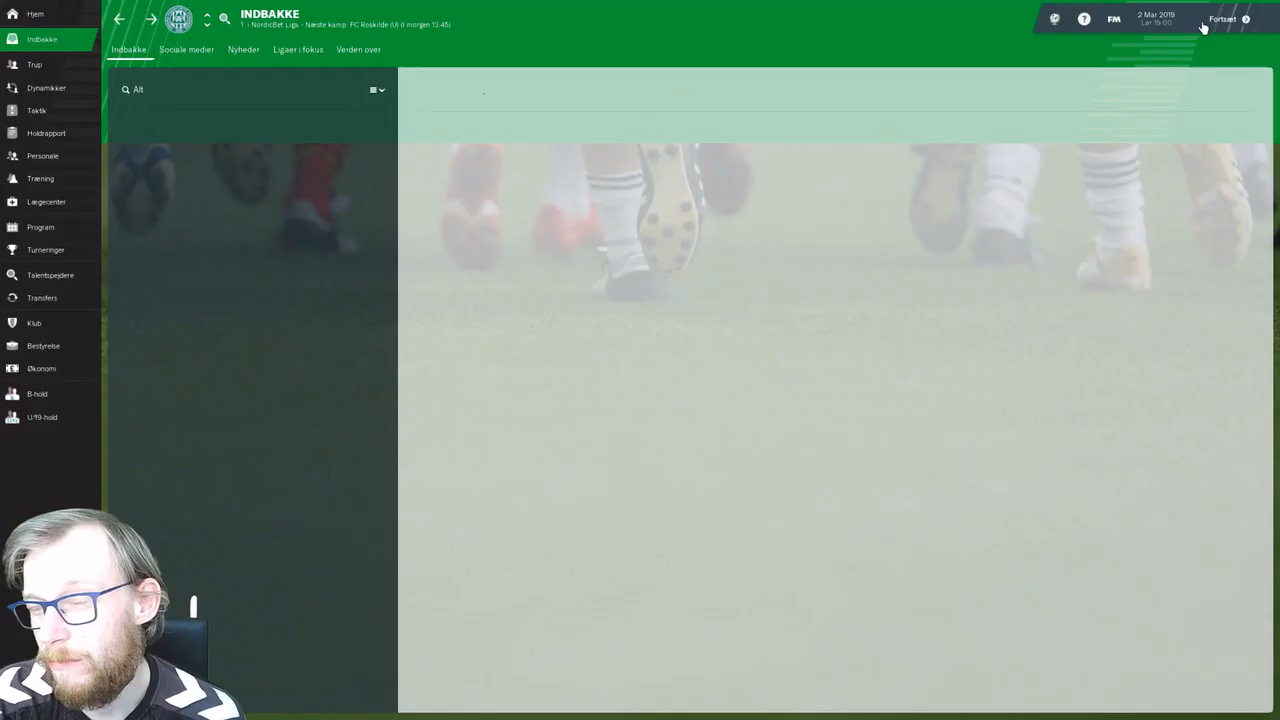 Hjem
Indbakke
Trup
Dynamikker
Taktik
Holdrapport
Personale
Træning
Lægecenter
Program
Turneringer
Talentspejdere
Transfers
Klub
Bestyrelse
Økonomi
B-hold
U/19-hold
INDBAKKE
1. i NordicBet Liga - Næste kamp: FC Roskilde (U) (I morgen 13:45)
? FM
2 Mar 2019
Lør 19:00
Fortsæt
Indbakke Sociale medier Nyheder Ligaer i fokus Verden over
Alt
-